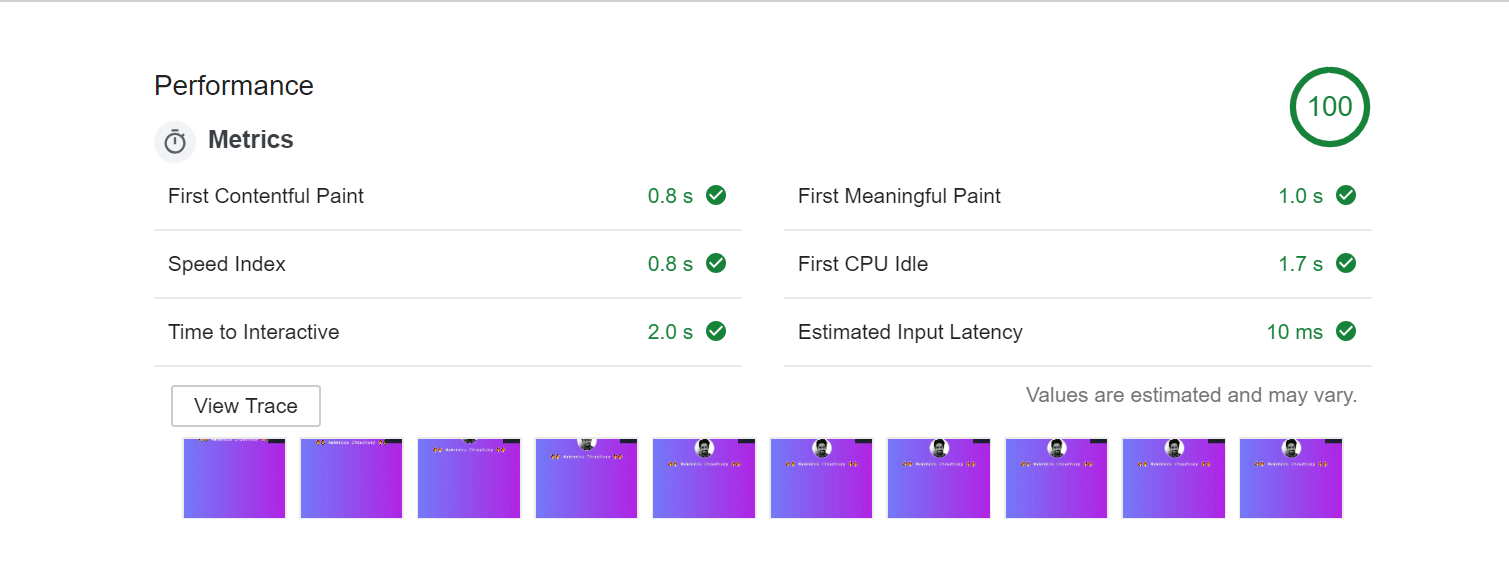 Performance
100
Metrics
First Contentful Paint 0.8 s
First Meaningful Paint 1.0 s
Speed Index 0.8 s
First CPU Idle 1.7 s
Time to Interactive 2.0 s
Estimated Input Latency 10 ms
View Trace
Values are estimated and may vary.